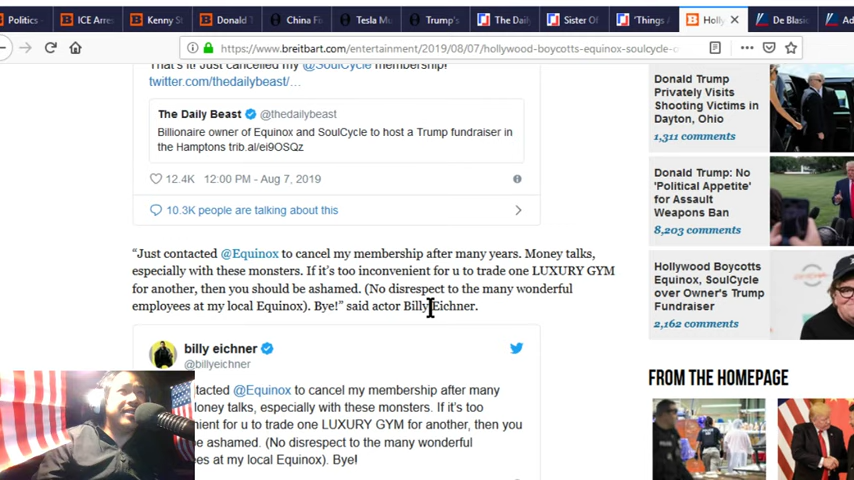 Politics -
ICE Arres
Kenny St
Donald T
China Fo
Tesla Mo
Trump's
The Daily
Sister Of
'Things A
Holly
De Blasio
Ad
https://www.breitbart.com/entertainment/2019/08/07/hollywood-boycotts-equinox-soulcycle-o
That's it! Just cancelled my @SoulCycle membership!
twitter.com/thedailybeast/…
The Daily Beast @thedailybeast
Billionaire owner of Equinox and SoulCycle to host a Trump fundraiser in
the Hamptons trib.al/ei9OSQz
12.4K 12:00 PM - Aug 7, 2019
10.3K people are talking about this
“Just contacted @Equinox to cancel my membership after many years. Money talks,
especially with these monsters. If it’s too inconvenient for u to trade one LUXURY GYM
for another, then you should be ashamed. (No disrespect to the many wonderful
employees at my local Equinox). Bye!” said actor Billy Eichner.
billy eichner
@billyeichner
tacted @Equinox to cancel my membership after many
oney talks, especially with these monsters. If it's too
nient for u to trade one LUXURY GYM for another, then you
be ashamed. (No disrespect to the many wonderful
es at my local Equinox). Bye!
Donald Trump
Privately Visits
Shooting Victims in
Dayton, Ohio
1,311 comments
Donald Trump: No
'Political Appetite'
for Assault
Weapons Ban
8,203 comments
Hollywood Boycotts
Equinox, SoulCycle
over Owner's Trump
Fundraiser
2,162 comments
FROM THE HOMEPAGE